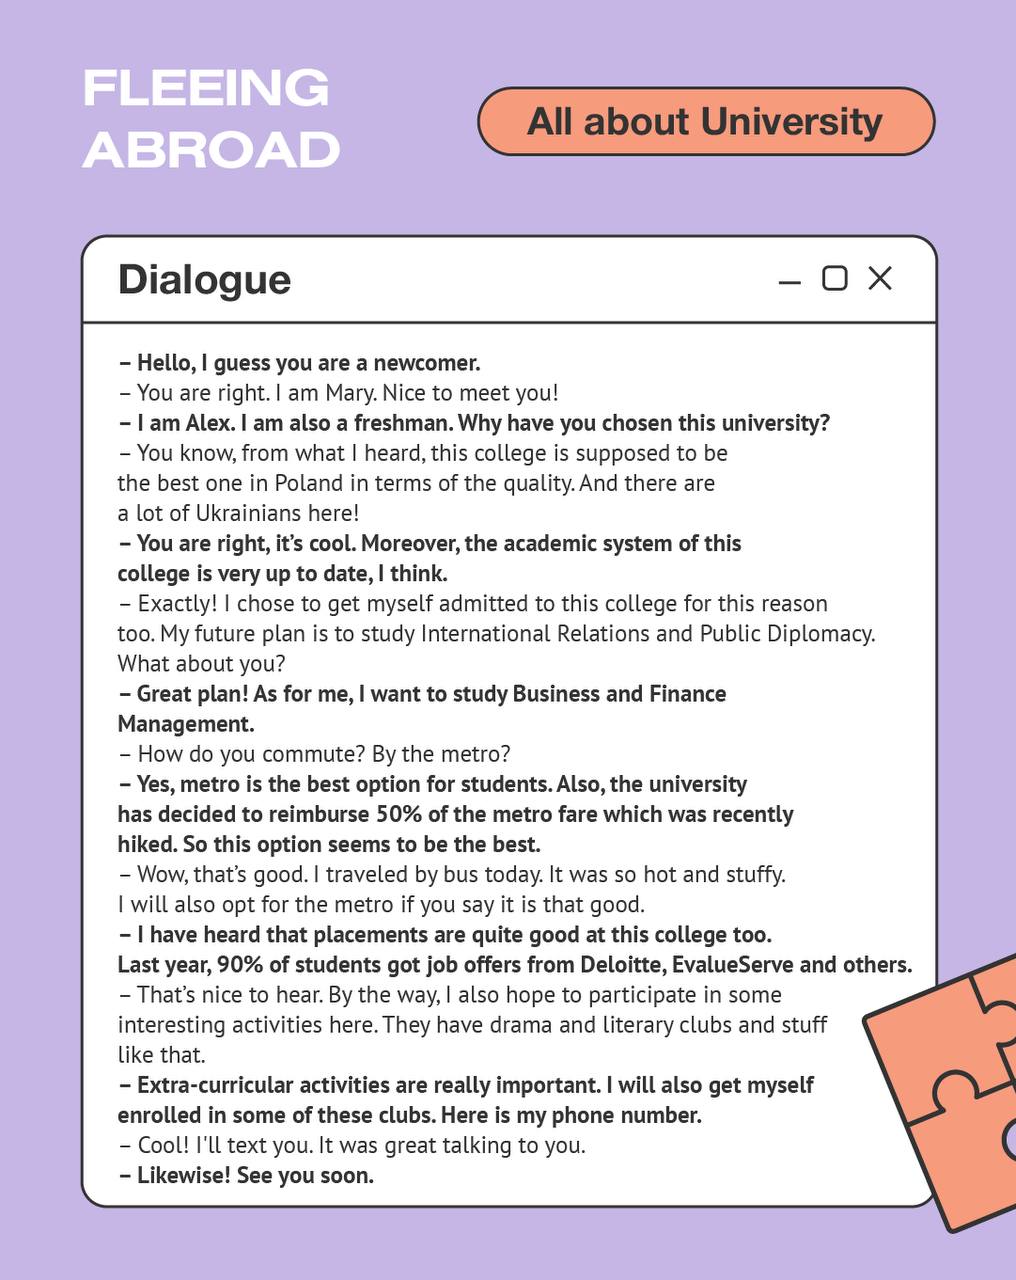 FLEEING
ABROAD
All about University
Dialogue
– Hello, I guess you are a newcomer.
– You are right. I am Mary. Nice to meet you!
– I am Alex. I am also a freshman. Why have you chosen this university?
– You know, from what I heard, this college is supposed to be
the best one in Poland in terms of the quality. And there are
a lot of Ukrainians here!
– You are right, it’s cool. Moreover, the academic system of this
college is very up to date, I think.
– Exactly! I chose to get myself admitted to this college for this reason
too. My future plan is to study International Relations and Public Diplomacy.
What about you?
– Great plan! As for me, I want to study Business and Finance
Management.
– How do you commute? By the metro?
– Yes, metro is the best option for students. Also, the university
has decided to reimburse 50% of the metro fare which was recently
hiked. So this option seems to be the best.
– Wow, that’s good. I traveled by bus today. It was so hot and stuffy.
I will also opt for the metro if you say it is that good.
– I have heard that placements are quite good at this college too.
Last year, 90% of students got job offers from Deloitte, EvalueServe and others.
– That’s nice to hear. By the way, I also hope to participate in some
interesting activities here. They have drama and literary clubs and stuff
like that.
– Extra-curricular activities are really important. I will also get myself
enrolled in some of these clubs. Here is my phone number.
– Cool! I'll text you. It was great talking to you.
– Likewise! See you soon.